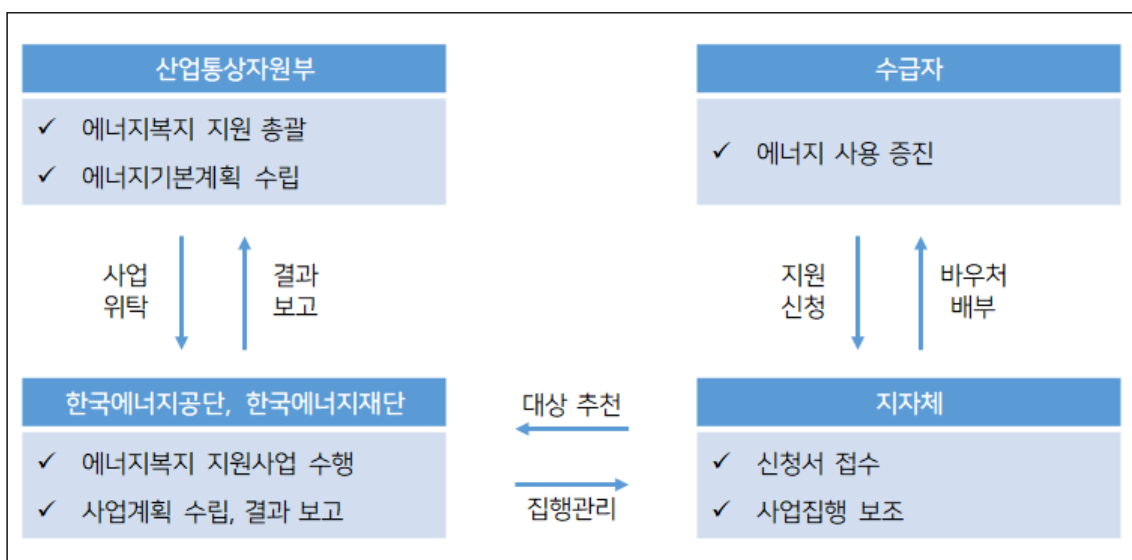 산업통상자원부
✓ 에너지복지 지원 총괄
✓ 에너지기본계획 수립
수급자
✓ 에너지 사용 증진
사업
위탁
결과
보고
지원
신청
바우처
배부
한국에너지공단, 한국에너지재단
✓ 에너지복지 지원사업 수행
✓ 사업계획 수립, 결과 보고
대상 추천
집행관리
지자체
✓ 신청서 접수
✓ 사업집행 보조